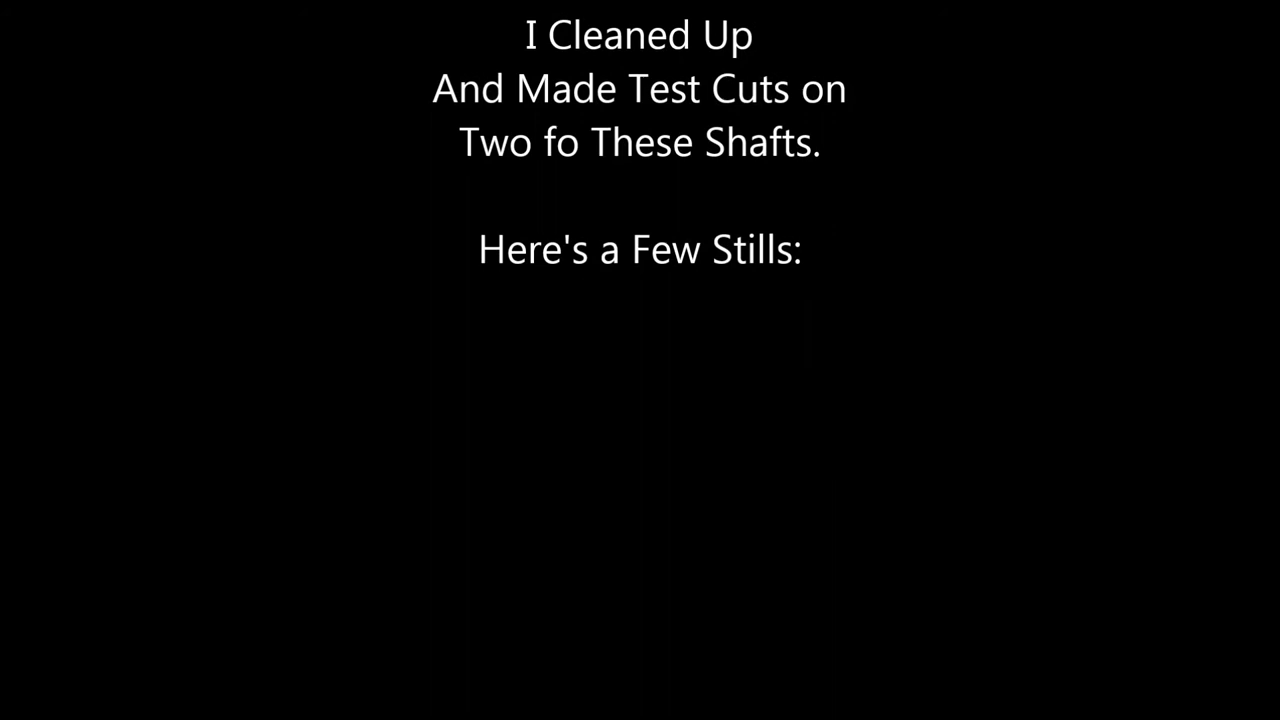 I Cleaned Up
And Made Test Cuts on
Two fo These Shafts.
Here's a Few Stills: